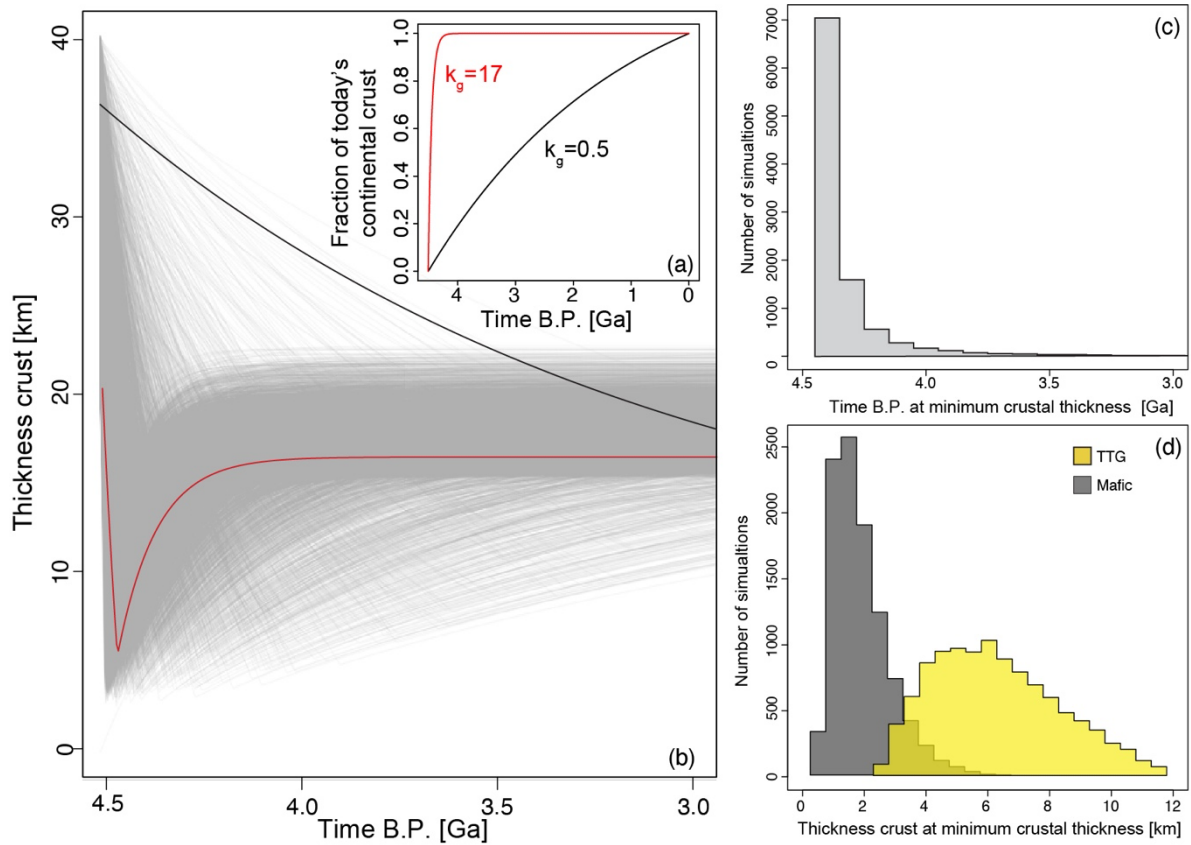 Thickness crust [km]
40
30
20
10
0
4.5
4.0
3.5
3.0
Time B.P. [Ga]
(b)
Fraction of today's
continental crust
1.0
0.8
0.6
0.4
0.2
0.0
kg=17
kg=0.5
(a)
4
3
2
1
0
Time B.P. [Ga]
(c)
Number of simualtions
7000
6000
5000
4000
3000
2000
1000
0
4.5
4.0
3.5
3.0
Time B.P. at minimum crustal thickness [Ga]
(d)
TTG
Mafic
Number of simualtions
2500
2000
1500
1000
500
0
0
2
4
6
8
10
12
Thickness crust at minimum crustal thickness [km]